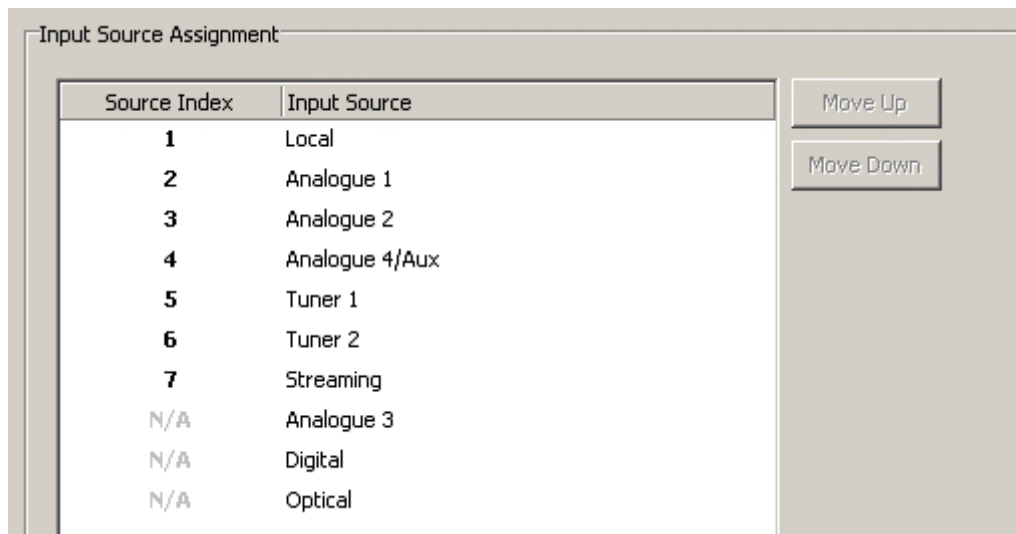 Input Source Assignment
Source Index Input Source
1 Local
2 Analogue 1
3 Analogue 2
4 Analogue 4/Aux
5 Tuner 1
6 Tuner 2
7 Streaming
N/A Analogue 3
N/A Digital
N/A Optical
Move Up
Move Down